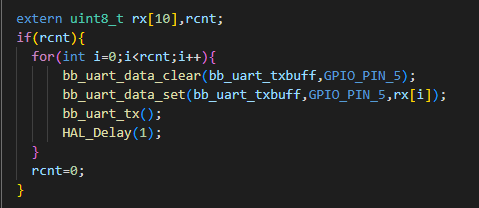 extern uint8_t rx[10],rcnt;
if(rcnt){
for(int i=0;i<rcnt;i++){
bb_uart_data_clear(bb_uart_txbuff,GPIO_PIN_5);
bb_uart_data_set(bb_uart_txbuff,GPIO_PIN_5,rx[i]);
bb_uart_tx();
HAL_Delay(1);
}
rcnt=0;
}